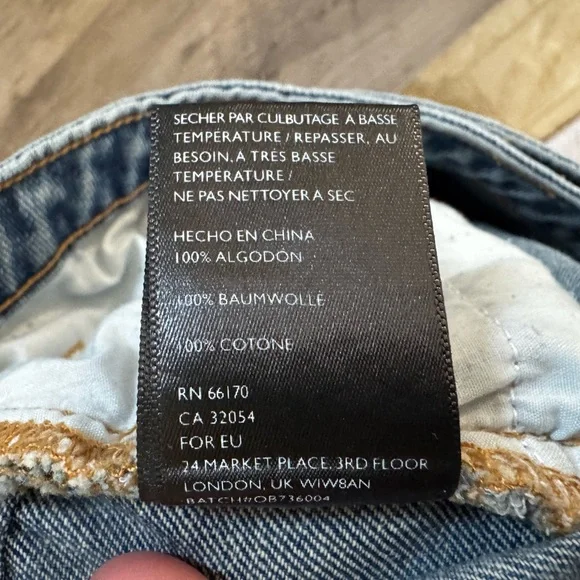 SECHER PAR CULBUTAGE À BASSE
TEMPÉRATURE / REPASSER, AU
BESOIN, A TRÈS BASSE
TEMPÉRATURE /
NE PAS NETTOYER A SEC
HECHO EN CHINA
100% ALGODÓN
100% BAUMWOLLE
100% COTONE
RN 66170
CA 32054
FOR EU
24 MARKET PLACE, 3RD FLOOR
LONDON, UK W1W8AN
BATCH#OB736004